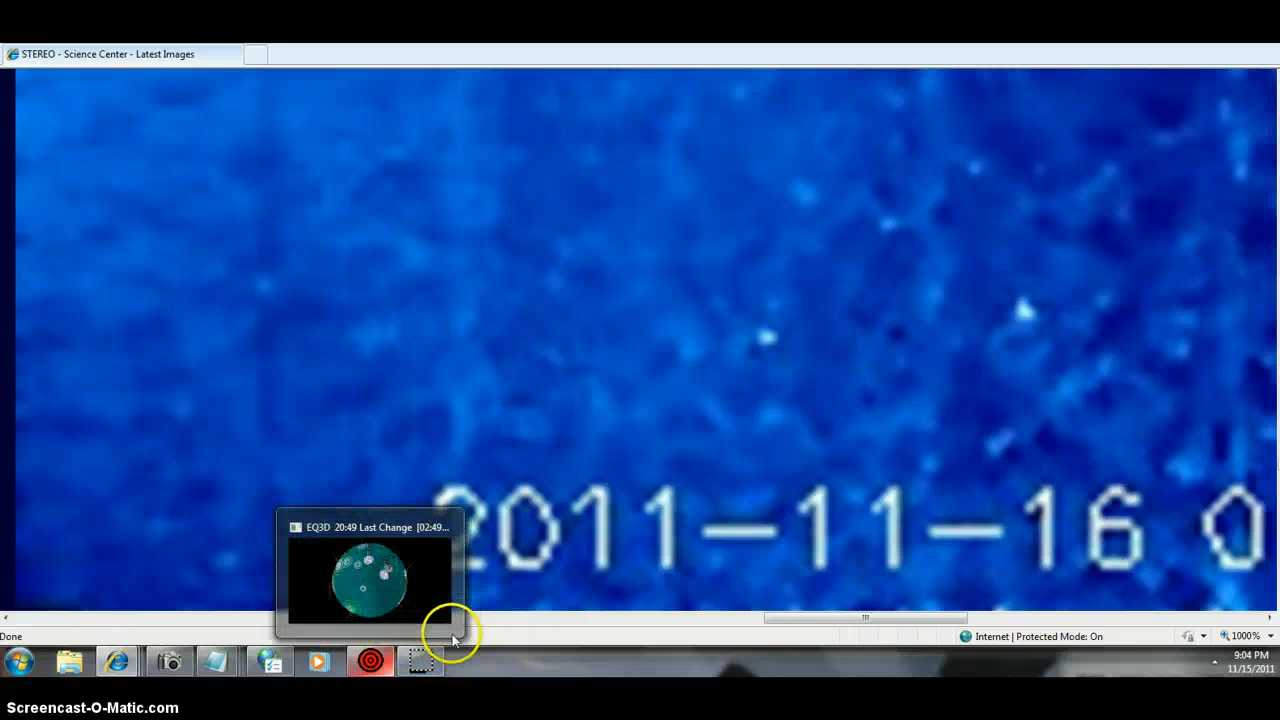 STEREO - Science Center - Latest Images
2011-11-16 0
EQ3D 20:49 Last Change [02:49...
Done
Internet | Protected Mode: On
1000%
9:04 PM
11/15/2011
Screencast-O-Matic.com